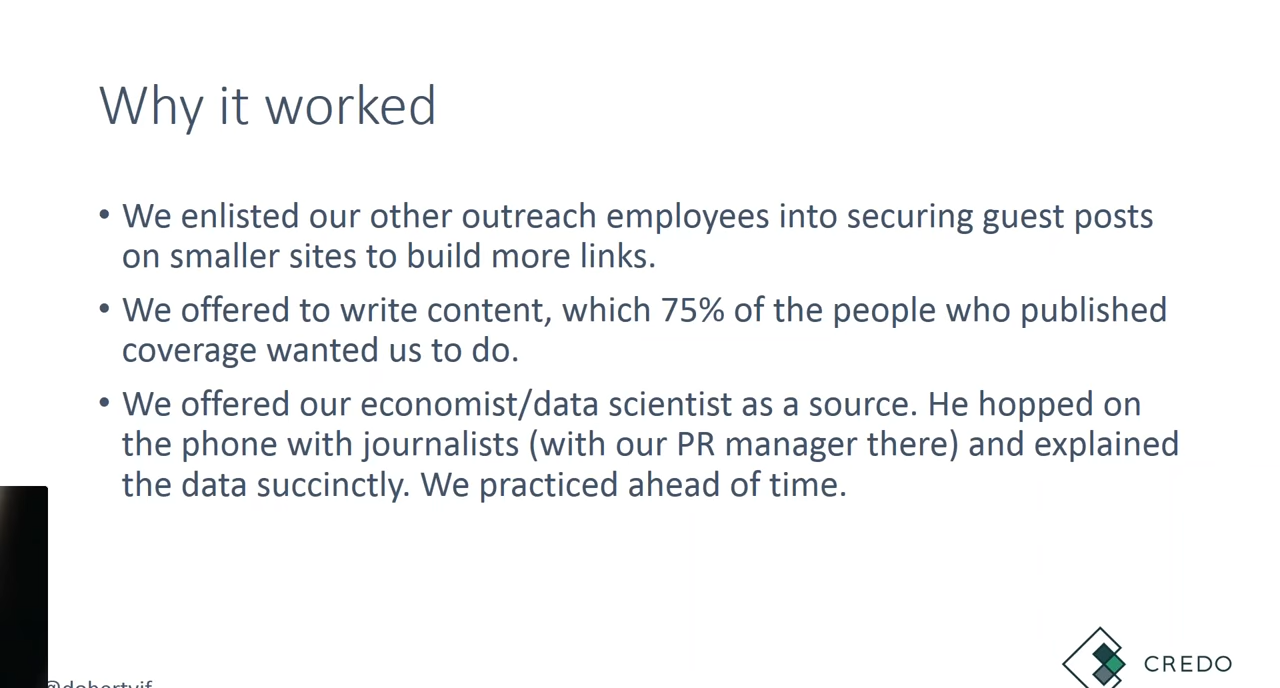 Why it worked
• We enlisted our other outreach employees into securing guest posts
on smaller sites to build more links.
• We offered to write content, which 75% of the people who published
coverage wanted us to do.
• We offered our economist/data scientist as a source. He hopped on
the phone with journalists (with our PR manager there) and explained
the data succinctly. We practiced ahead of time.
CREDO